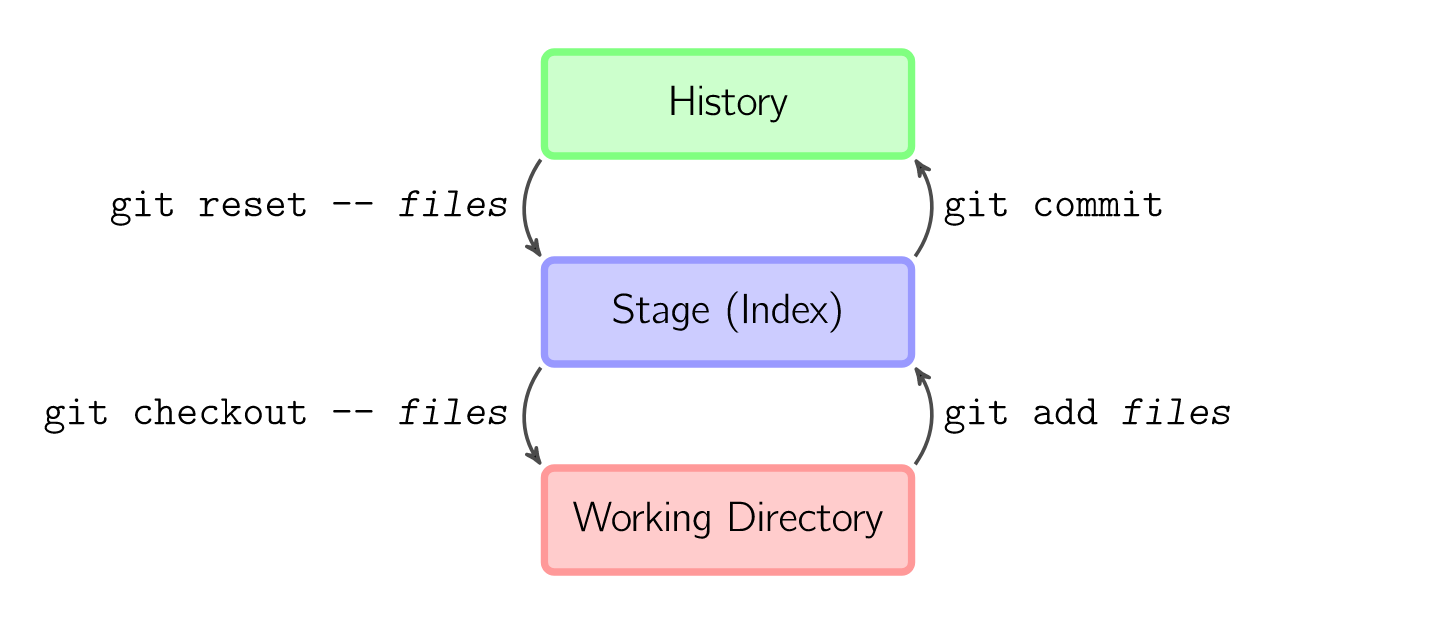 History
git reset -- files
git commit
Stage (Index)
git checkout -- files
git add files
Working Directory